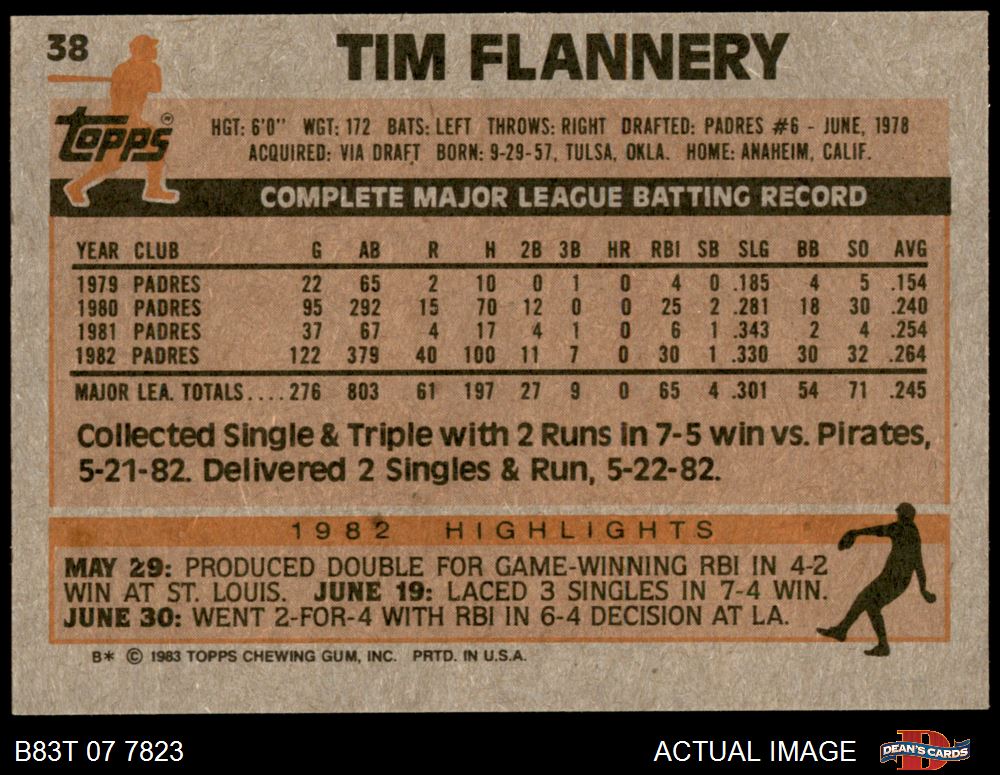 38
TIM FLANNERY
Topps®
HGT: 6'0" WGT: 172 BATS: LEFT THROWS: RIGHT DRAFTED: PADRES #6 - JUNE, 1978
ACQUIRED: VIA DRAFT BORN: 9-29-57, TULSA, OKLA. HOME: ANAHEIM, CALIF.
COMPLETE MAJOR LEAGUE BATTING RECORD
YEAR CLUB G AB R H 2B 3B HR RBI SB SLG BB SO AVG
1979 PADRES 22 65 2 10 0 1 0 4 0 .185 4 5 .154
1980 PADRES 95 292 15 70 12 0 0 25 2 .281 18 30 .240
1981 PADRES 37 67 4 17 4 1 0 6 1 .343 2 4 .254
1982 PADRES 122 379 40 100 11 7 0 30 1 .330 30 32 .264
MAJOR LEA. TOTALS....276 803 61 197 27 9 0 65 4 .301 54 71 .245
Collected Single & Triple with 2 Runs in 7-5 win vs. Pirates,
5-21-82. Delivered 2 Singles & Run, 5-22-82.
1982 HIGHLIGHTS
MAY 29: PRODUCED DOUBLE FOR GAME-WINNING RBI IN 4-2
WIN AT ST. LOUIS. JUNE 19: LACED 3 SINGLES IN 7-4 WIN.
JUNE 30: WENT 2-FOR-4 WITH RBI IN 6-4 DECISION AT LA.
B* © 1983 TOPPS CHEWING GUM, INC. PRTD. IN U.S.A.
B83T 07 7823
ACTUAL IMAGE
DEAN'S CARDS